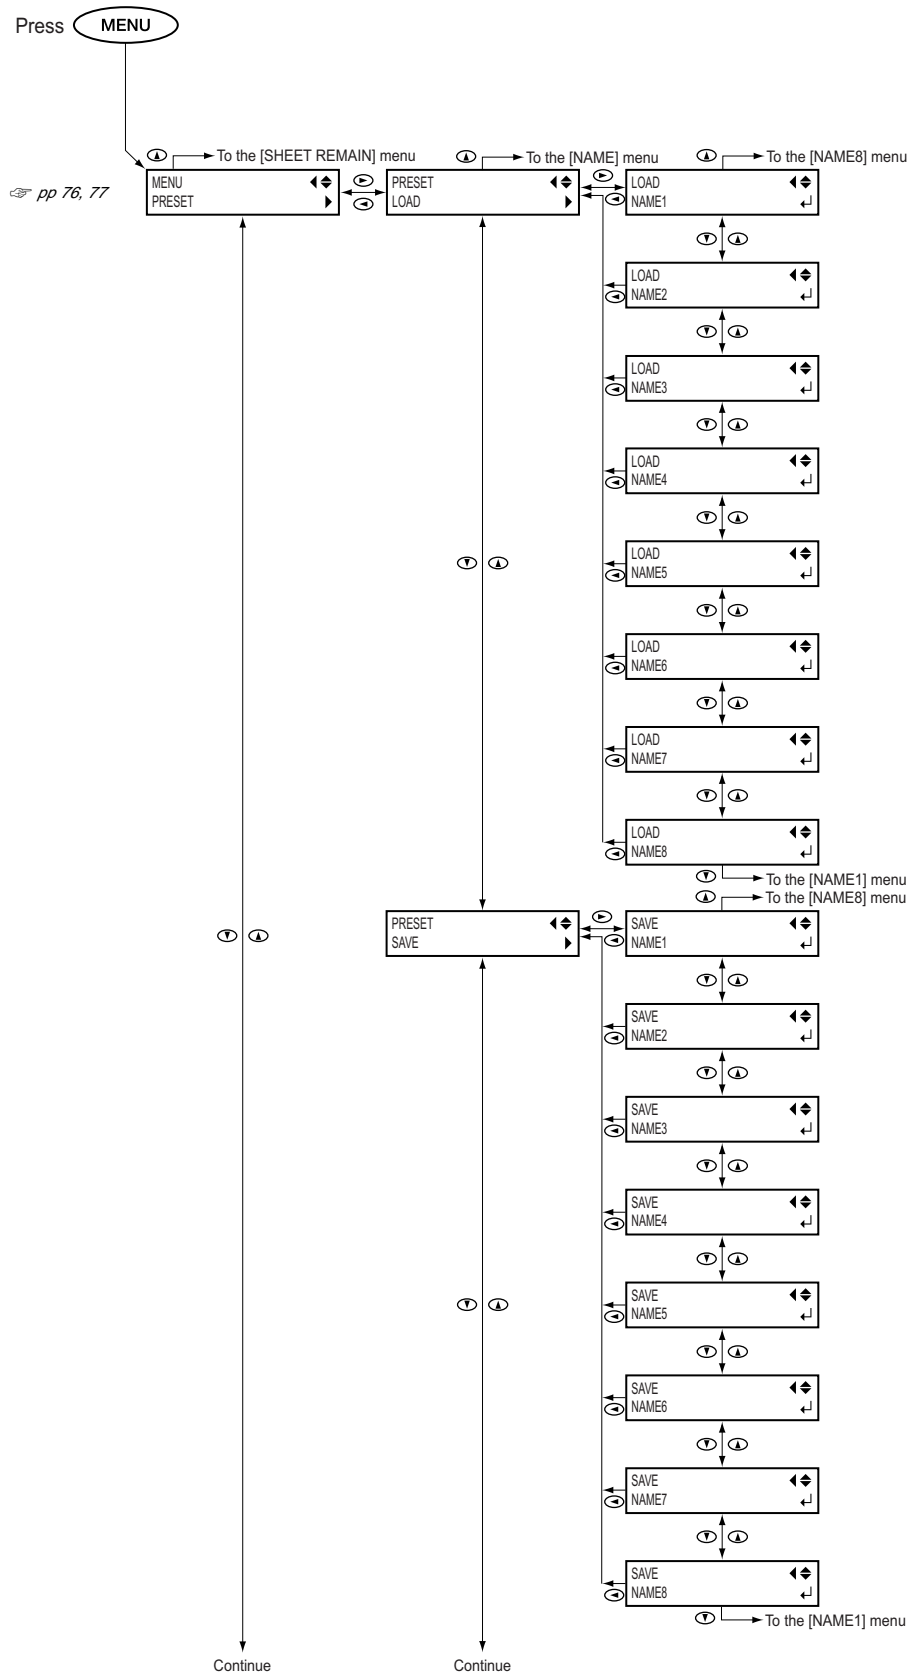 Press MENU
To the [SHEET REMAIN] menu
To the [NAME] menu
To the [NAME8] menu
pp 76, 77
MENU
PRESET
PRESET
LOAD
LOAD
NAME1
LOAD
NAME2
LOAD
NAME3
LOAD
NAME4
LOAD
NAME5
LOAD
NAME6
LOAD
NAME7
LOAD
NAME8
To the [NAME1] menu
To the [NAME8] menu
PRESET
SAVE
SAVE
NAME1
SAVE
NAME2
SAVE
NAME3
SAVE
NAME4
SAVE
NAME5
SAVE
NAME6
SAVE
NAME7
SAVE
NAME8
To the [NAME1] menu
Continue
Continue